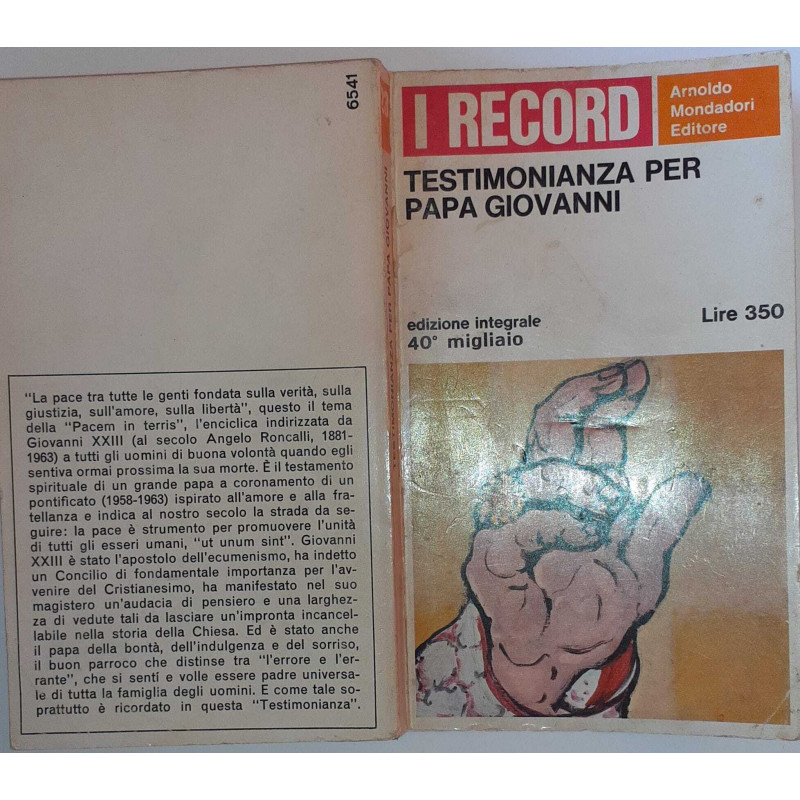 6541
"La pace tra tutte le genti fondata sulla verità, sulla
giustizia, sull'amore, sulla libertà", questo il tema
della "Pacem in terris", l'enciclica indirizzata da
Giovanni XXIII (al secolo Angelo Roncalli, 1881-
1963) a tutti gli uomini di buona volontà quando egli
sentiva ormai prossima la sua morte. È il testamento
spirituale di un grande papa a coronamento di un
pontificato (1958-1963) ispirato all'amore e alla fra-
tellanza e indica al nostro secolo la strada da se-
guire: la pace è strumento per promuovere l'unità
di tutti gli esseri umani, "ut unum sint". Giovanni
XXIII è stato l'apostolo dell'ecumenismo, ha indetto
un Concilio di fondamentale importanza per l'av-
venire del Cristianesimo, ha manifestato nel suo
magistero un'audacia di pensiero e una larghez-
za di vedute tali da lasciare un'impronta incancel-
labile nella storia della Chiesa. Ed è stato anche
il papa della bontà, dell'indulgenza e del sorriso,
il buon parroco che distinse tra "l'errore e l'er-
rante", che si sentì e volle essere padre universa-
le di tutta la famiglia degli uomini. E come tale so-
prattutto è ricordato in questa "Testimonianza".
TESTIMONIANZA PER PAPA GIOVANNI
I RECORD
Arnoldo
Mondadori
Editore
TESTIMONIANZA PER
PAPA GIOVANNI
edizione integrale
40° migliaio
Lire 350